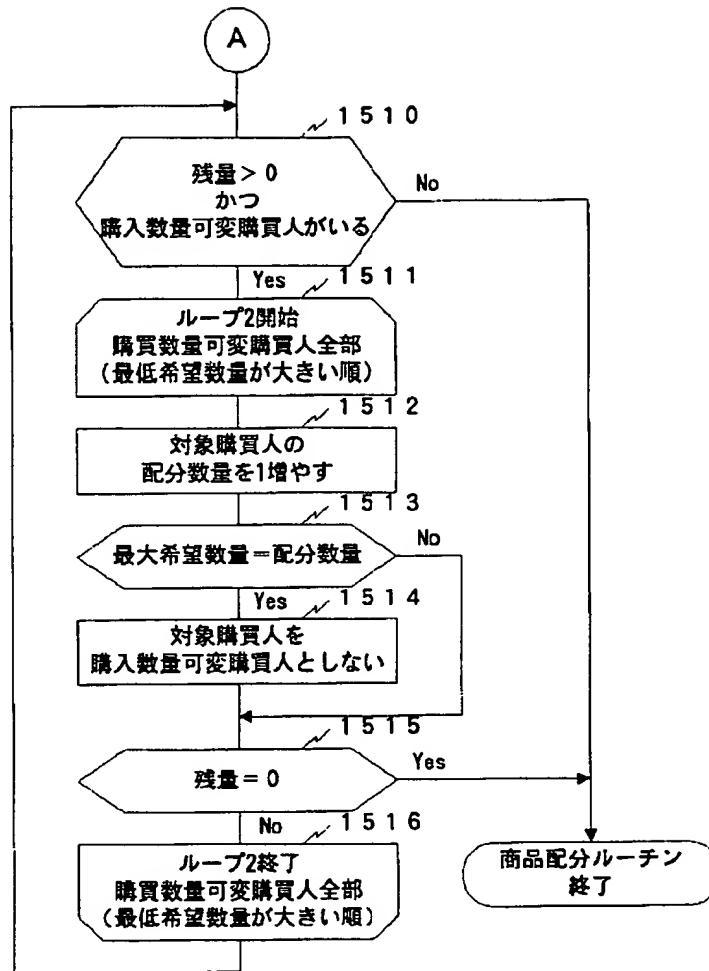 A
1510
残量>0
かつ
購入数量可変購買人がいる
No
Yes
1511
ループ2開始
購買数量可変購買人全部
(最低希望数量が大きい順)
1512
対象購買人の
配分数量を1増やす
1513
最大希望数量=配分数量
No
Yes
1514
対象購買人を
購入数量可変購買人としない
1515
残量=0
Yes
No
1516
ループ2終了
購買数量可変購買人全部
(最低希望数量が大きい順)
商品配分ルーチン
終了